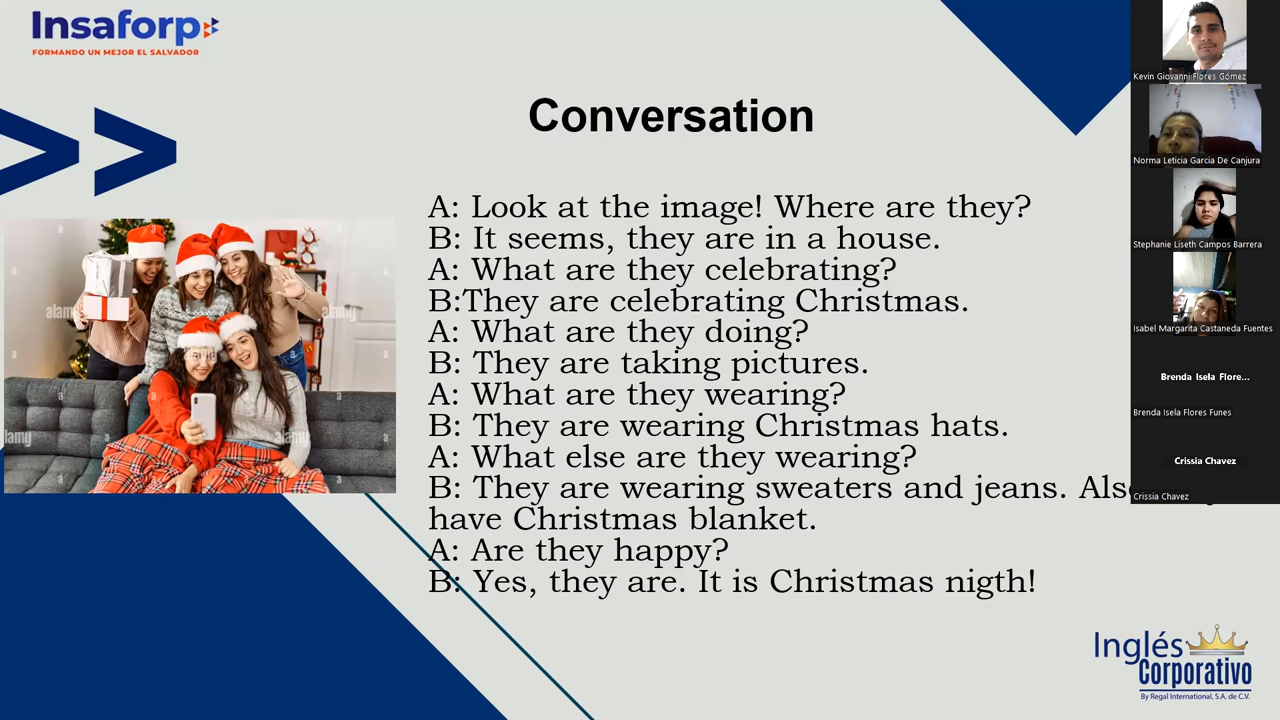 Insaforp
FORMANDO UN MEJOR EL SALVADOR
Conversation
A: Look at the image! Where are they?
B: It seems, they are in a house.
A: What are they celebrating?
B:They are celebrating Christmas.
A: What are they doing?
B: They are taking pictures.
A: What are they wearing?
B: They are wearing Christmas hats.
A: What else are they wearing?
B: They are wearing sweaters and jeans.
have Christmas blanket.
A: Are they happy?
B: Yes, they are. It is Christmas nigth!
alamy
alamy
alamy
alamy
Kevin Giovanni Flores Gómez
Norma Leticia Garcia De Canjura
Stephanie Liseth Campos Barrera
Isabel Margarita Castaneda Fuentes
Brenda Isela Flore...
Brenda Isela Flores Funes
Crissia Chavez
Crissia Chavez
Inglés
Corporativo
By Regal International, S.A. de C.V.